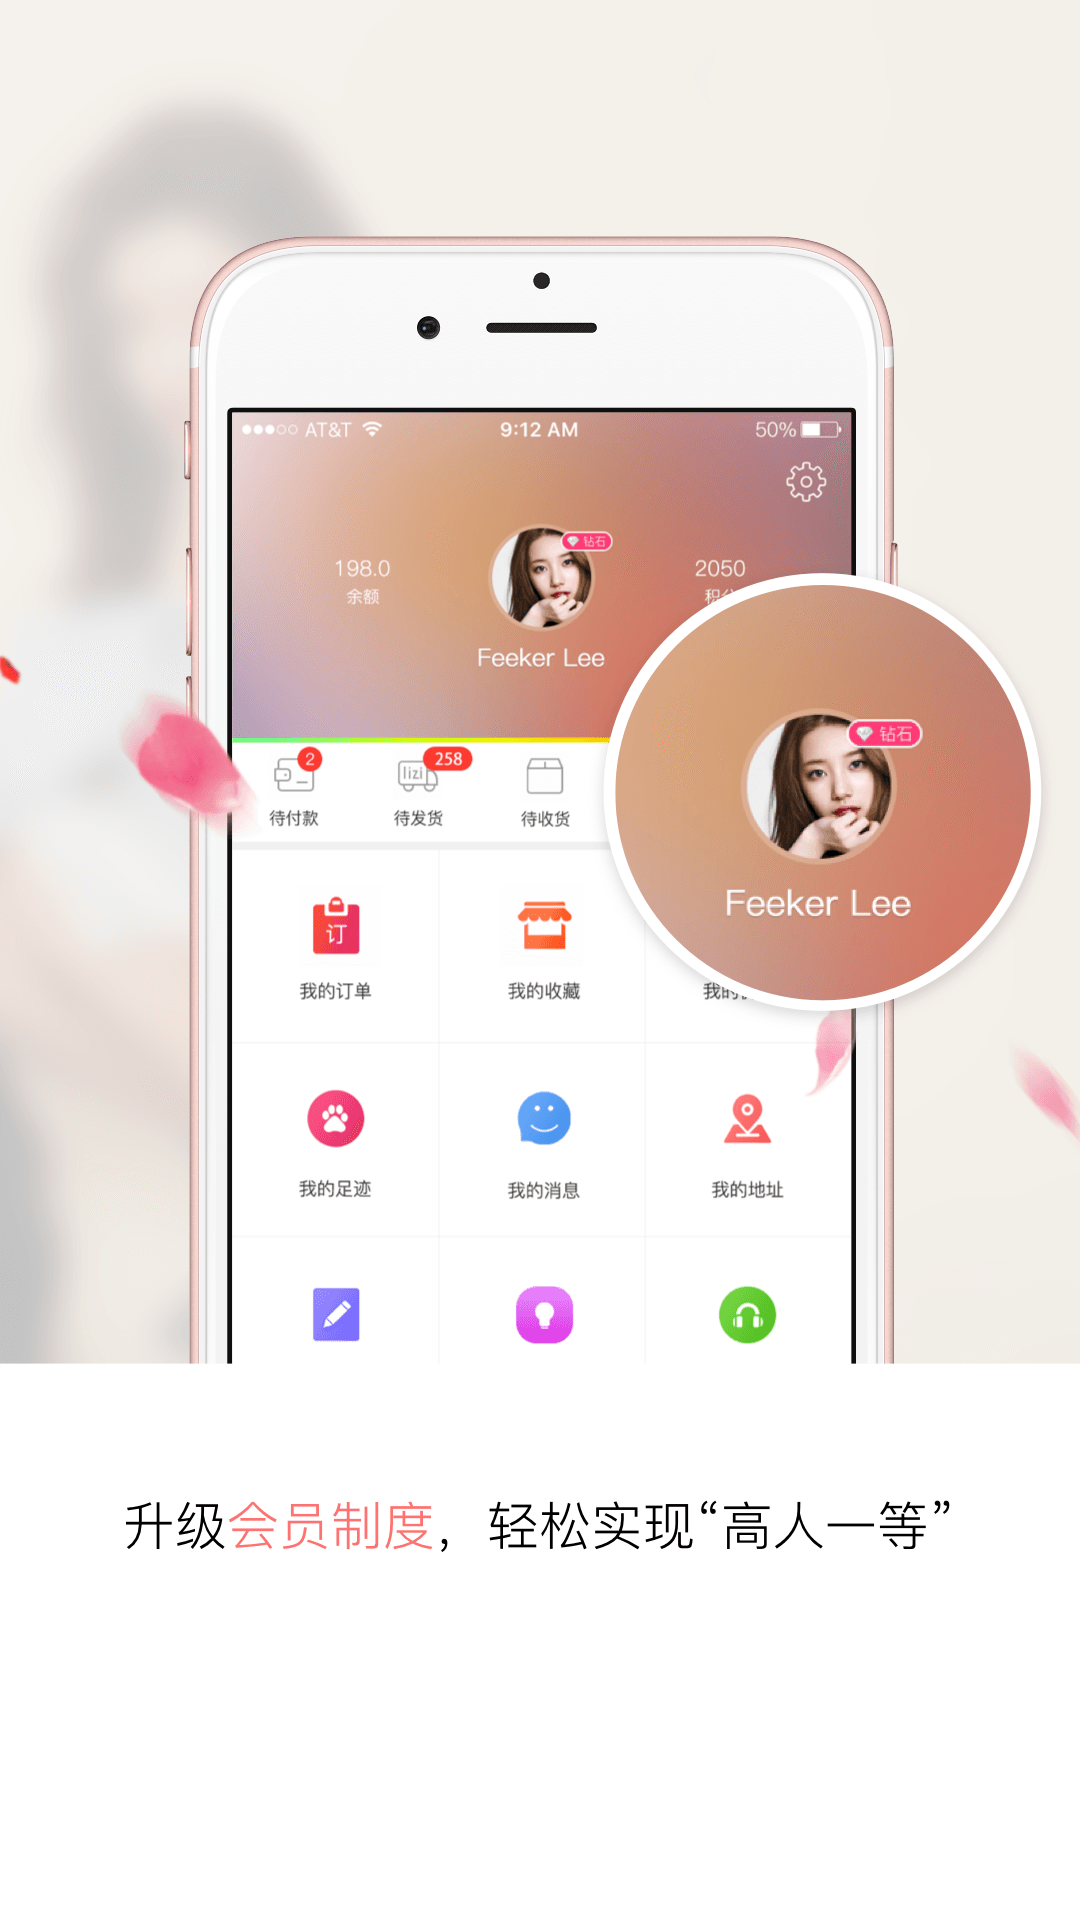 AT&T 9:12 AM 50%
钻石
198.0 2050
余额 积分
Feeker Lee
钻石
Feeker Lee
2 258
lizi
待付款 待发货 待收货
订
我的订单 我的收藏 我的
我的足迹 我的消息 我的地址
升级会员制度，轻松实现“高人一等”